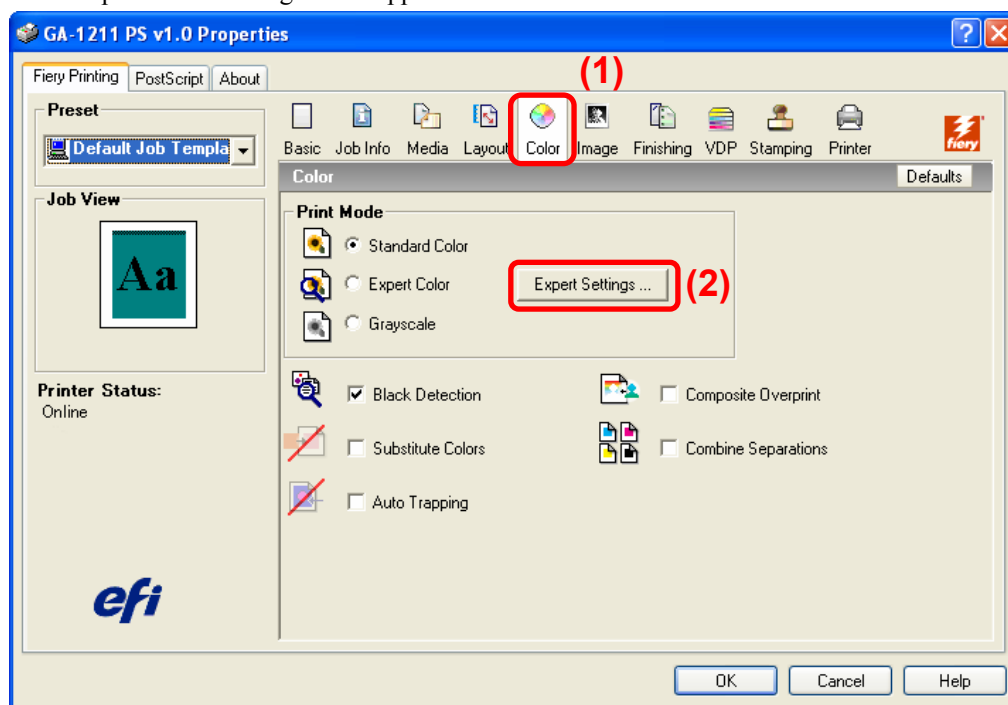 GA-1211 PS v1.0 Properties
Fiery Printing PostScript About
(1)
Preset
Default Job Templa
Basic Job Info Media Layout Color Image Finishing VDP Stamping Printer
fiery
Color Defaults
Job View
Aa
Print Mode
Standard Color
Expert Color Expert Settings ... (2)
Grayscale
Printer Status:
Online
Black Detection Composite Overprint
Substitute Colors Combine Separations
Auto Trapping
efi
OK Cancel Help